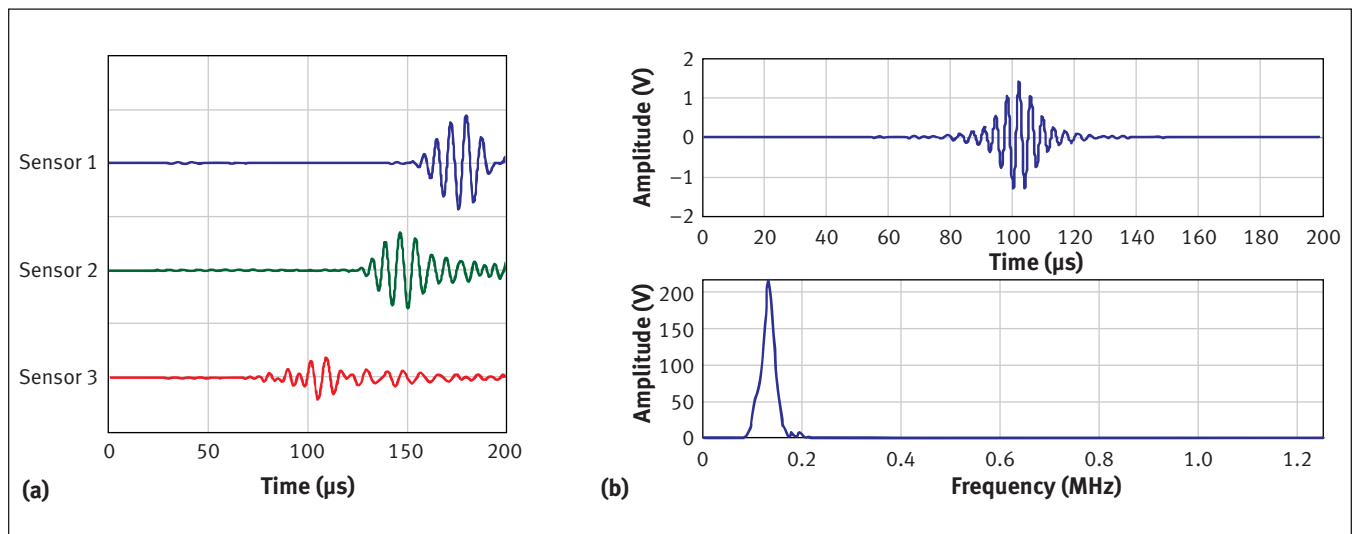 Sensor 1
Sensor 2
Sensor 3
0 50 100 150 200
Time (µs)
(a)
Amplitude (V)
2
1
0
−1
−2
0 20 40 60 80 100 120 140 160 180 200
Time (µs)
Amplitude (V)
200
150
100
50
0
0 0.2 0.4 0.6 0.8 1.0 1.2
Frequency (MHz)
(b)